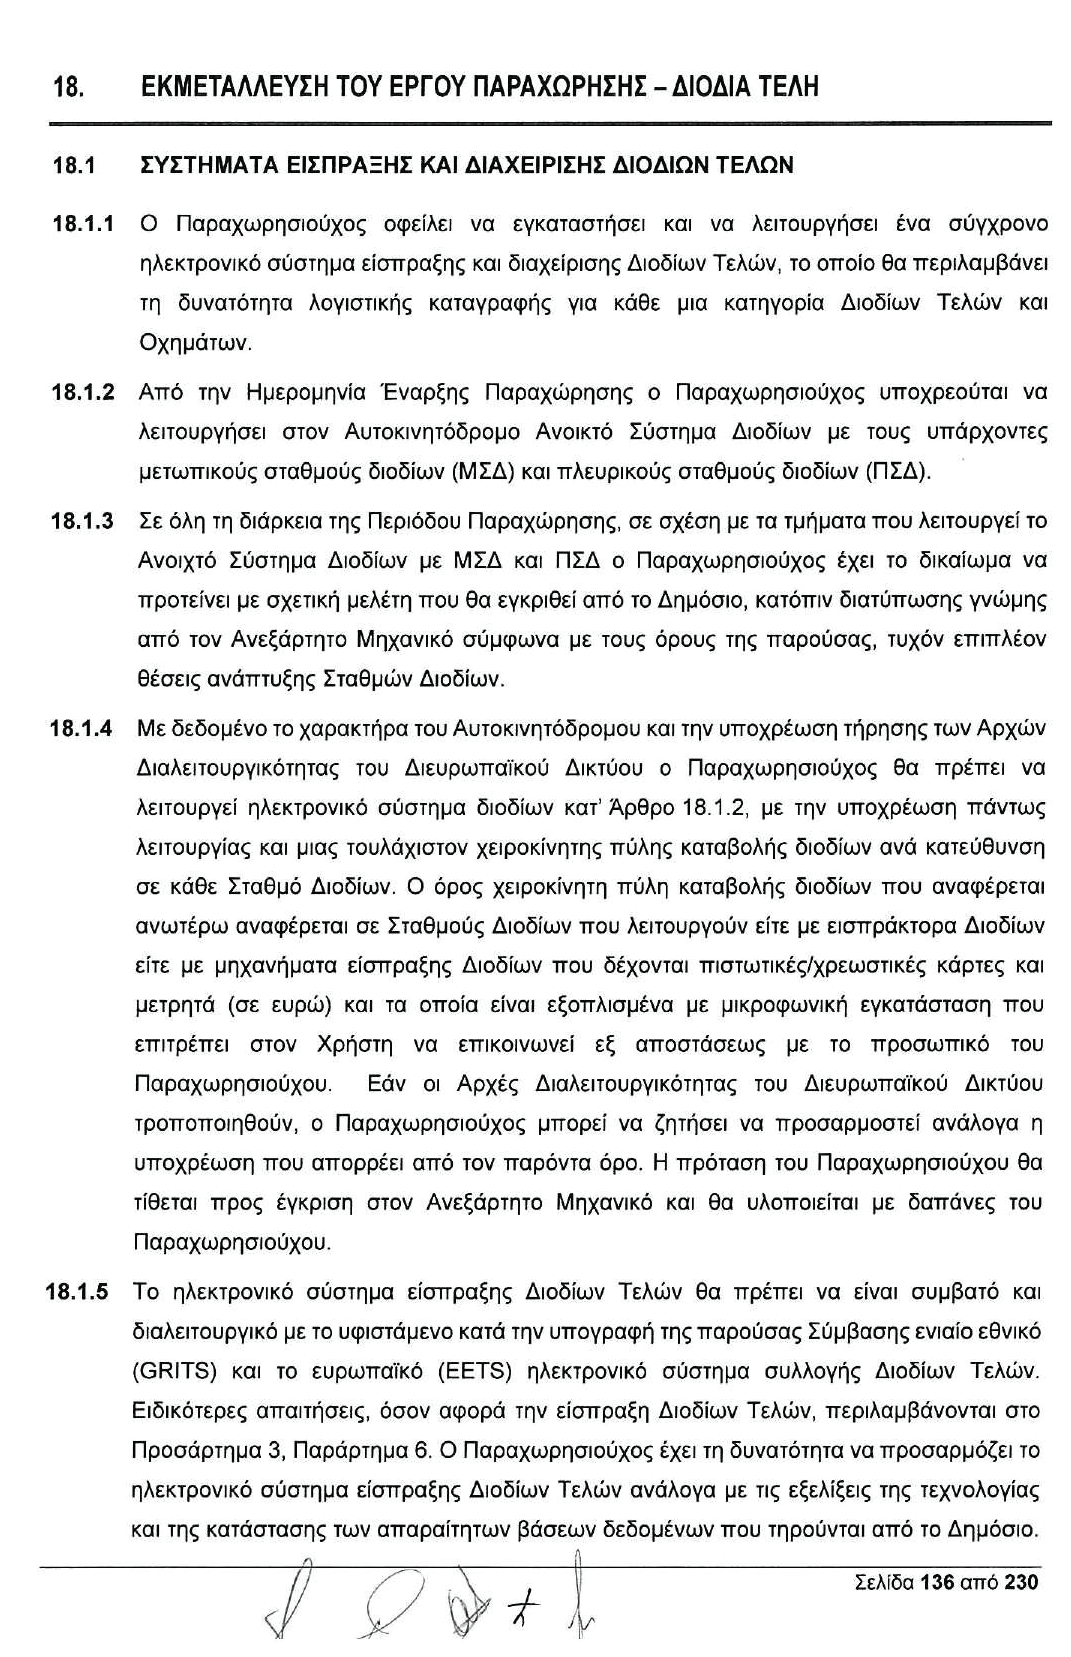 18. ΕΚΜΕΤΑΛΛΕΥΣΗ ΤΟΥ ΕΡΓΟΥ ΠΑΡΑΧΩΡΗΣΗΣ – ΔΙΟΔΙΑ ΤΕΛΗ
18.1 ΣΥΣΤΗΜΑΤΑ ΕΙΣΠΡΑΞΗΣ ΚΑΙ ΔΙΑΧΕΙΡΙΣΗΣ ΔΙΟΔΙΩΝ ΤΕΛΩΝ
18.1.1 Ο Παραχωρησιούχος οφείλει να εγκαταστήσει και να λειτουργήσει ένα σύγχρονο
ηλεκτρονικό σύστημα είσπραξης και διαχείρισης Διοδίων Τελών, το οποίο θα περιλαμβάνει
τη δυνατότητα λογιστικής καταγραφής για κάθε μια κατηγορία Διοδίων Τελών και
Οχημάτων.
18.1.2 Από την Ημερομηνία Έναρξης Παραχώρησης ο Παραχωρησιούχος υποχρεούται να
λειτουργήσει στον Αυτοκινητόδρομο Ανοικτό Σύστημα Διοδίων με τους υπάρχοντες
μετωπικούς σταθμούς διοδίων (ΜΣΔ) και πλευρικούς σταθμούς διοδίων (ΠΣΔ).
18.1.3 Σε όλη τη διάρκεια της Περιόδου Παραχώρησης, σε σχέση με τα τμήματα που λειτουργεί το
Ανοιχτό Σύστημα Διοδίων με ΜΣΔ και ΠΣΔ ο Παραχωρησιούχος έχει το δικαίωμα να
προτείνει με σχετική μελέτη που θα εγκριθεί από το Δημόσιο, κατόπιν διατύπωσης γνώμης
από τον Ανεξάρτητο Μηχανικό σύμφωνα με τους όρους της παρούσας, τυχόν επιπλέον
θέσεις ανάπτυξης Σταθμών Διοδίων.
18.1.4 Με δεδομένο το χαρακτήρα του Αυτοκινητόδρομου και την υποχρέωση τήρησης των Αρχών
Διαλειτουργικότητας του Διευρωπαϊκού Δικτύου ο Παραχωρησιούχος θα πρέπει να
λειτουργεί ηλεκτρονικό σύστημα διοδίων κατ’ Άρθρο 18.1.2, με την υποχρέωση πάντως
λειτουργίας και μιας τουλάχιστον χειροκίνητης πύλης καταβολής διοδίων ανά κατεύθυνση
σε κάθε Σταθμό Διοδίων. Ο όρος χειροκίνητη πύλη καταβολής διοδίων που αναφέρεται
ανωτέρω αναφέρεται σε Σταθμούς Διοδίων που λειτουργούν είτε με εισπράκτορα Διοδίων
είτε με μηχανήματα είσπραξης Διοδίων που δέχονται πιστωτικές/χρεωστικές κάρτες και
μετρητά (σε ευρώ) και τα οποία είναι εξοπλισμένα με μικροφωνική εγκατάσταση που
επιτρέπει στον Χρήστη να επικοινωνεί εξ αποστάσεως με το προσωπικό του
Παραχωρησιούχου. Εάν οι Αρχές Διαλειτουργικότητας του Διευρωπαϊκού Δικτύου
τροποποιηθούν, ο Παραχωρησιούχος μπορεί να ζητήσει να προσαρμοστεί ανάλογα η
υποχρέωση που απορρέει από τον παρόντα όρο. Η πρόταση του Παραχωρησιούχου θα
τίθεται προς έγκριση στον Ανεξάρτητο Μηχανικό και θα υλοποιείται με δαπάνες του
Παραχωρησιούχου.
18.1.5 Το ηλεκτρονικό σύστημα είσπραξης Διοδίων Τελών θα πρέπει να είναι συμβατό και
διαλειτουργικό με το υφιστάμενο κατά την υπογραφή της παρούσας Σύμβασης ενιαίο εθνικό
(GRITS) και το ευρωπαϊκό (EETS) ηλεκτρονικό σύστημα συλλογής Διοδίων Τελών.
Ειδικότερες απαιτήσεις, όσον αφορά την είσπραξη Διοδίων Τελών, περιλαμβάνονται στο
Προσάρτημα 3, Παράρτημα 6. Ο Παραχωρησιούχος έχει τη δυνατότητα να προσαρμόζει το
ηλεκτρονικό σύστημα είσπραξης Διοδίων Τελών ανάλογα με τις εξελίξεις της τεχνολογίας
και της κατάστασης των απαραίτητων βάσεων δεδομένων που τηρούνται από το Δημόσιο.
Σελίδα 136 από 230